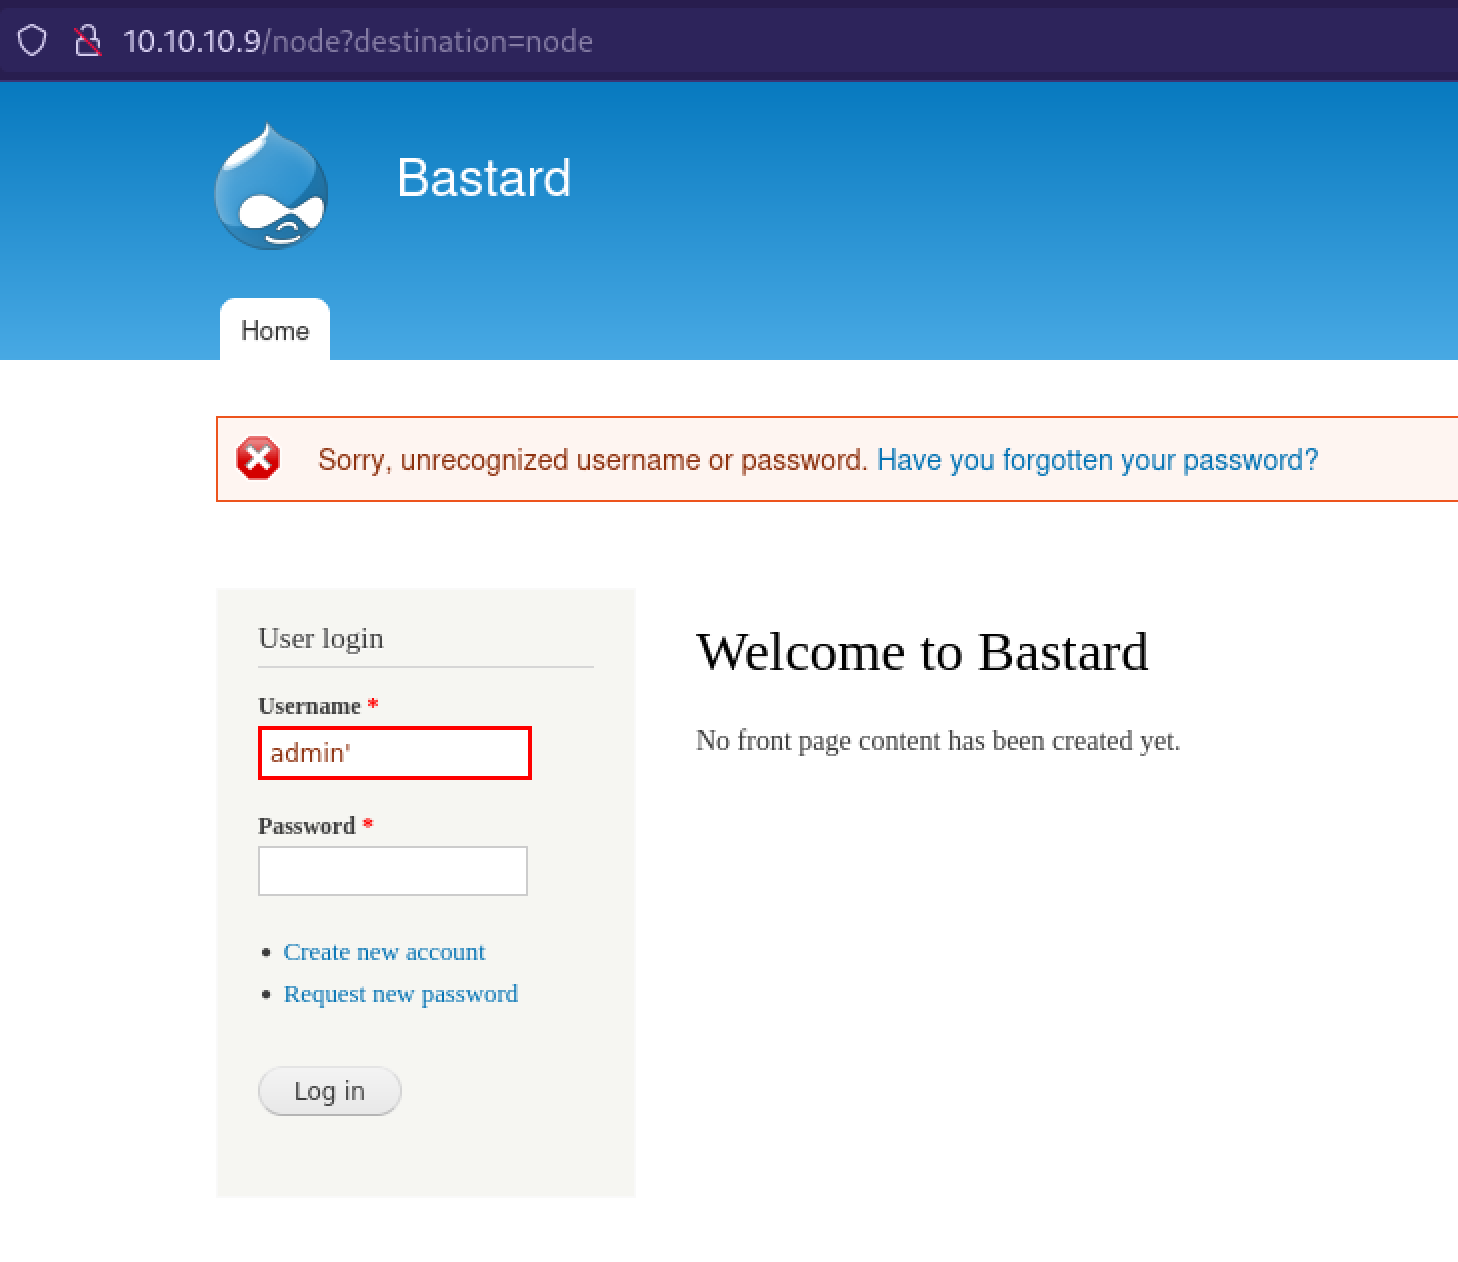 10.10.10.9/node?destination=node
Bastard
Home
Sorry, unrecognized username or password. Have you forgotten your password?
User login
Username *
admin'
Password *
Create new account
Request new password
Log in
Welcome to Bastard
No front page content has been created yet.